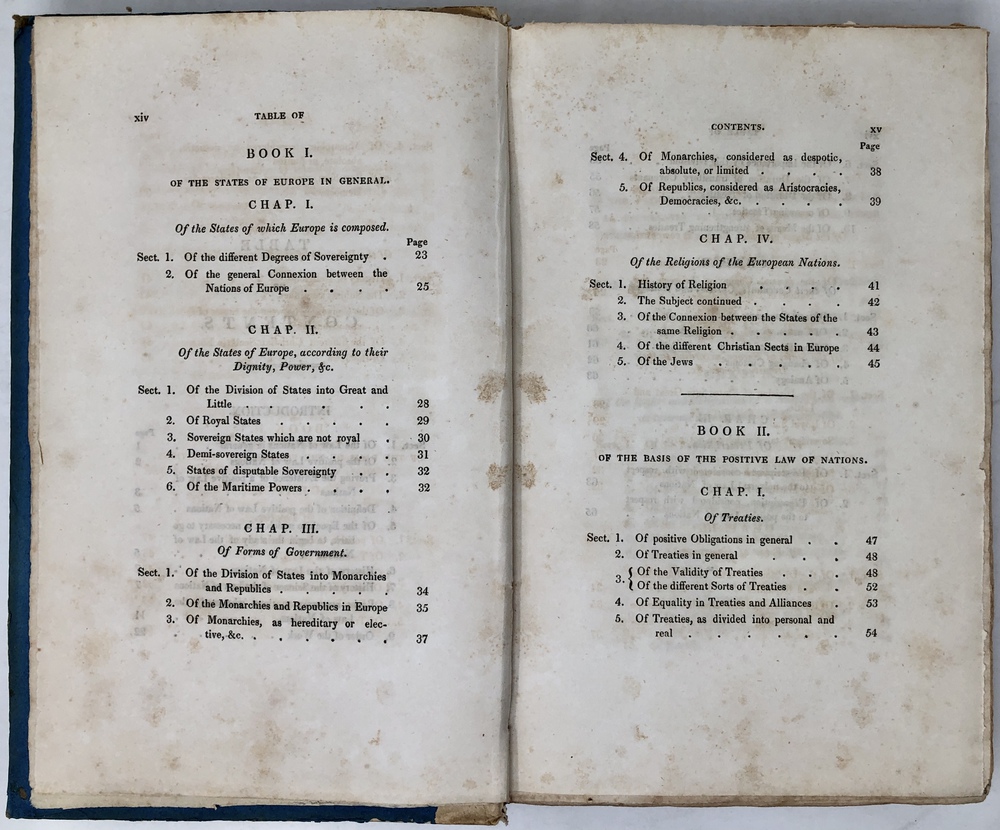 xiv TABLE OF
BOOK I.
OF THE STATES OF EUROPE IN GENERAL.
CHAP. I.
Of the States of which Europe is composed.
Page
Sect. 1. Of the different Degrees of Sovereignty . 23
2. Of the general Connexion between the
Nations of Europe . . . . 25
CHAP. II.
Of the States of Europe, according to their
Dignity, Power, &c.
Sect. 1. Of the Division of States into Great and
Little . . . . . 28
2. Of Royal States . . . . . 29
3. Sovereign States which are not royal . 30
4. Demi-sovereign States . . . . 31
5. States of disputable Sovereignty . . 32
6. Of the Maritime Powers . . . . 32
CHAP. III.
Of Forms of Government.
Sect. 1. Of the Division of States into Monarchies
and Republics . . . . . 34
2. Of the Monarchies and Republics in Europe 35
3. Of Monarchies, as hereditary or elec-
tive, &c. . . . . . 37
CONTENTS. xv
Page
Sect. 4. Of Monarchies, considered as despotic,
absolute, or limited . . . . 38
5. Of Republics, considered as Aristocracies,
Democracies, &c. . . . . 39
CHAP. IV.
Of the Religions of the European Nations.
Sect. 1. History of Religion . . . . 41
2. The Subject continued . . . . 42
3. Of the Connexion between the States of the
same Religion . . . . . 43
4. Of the different Christian Sects in Europe 44
5. Of the Jews . . . . . 45
BOOK II.
OF THE BASIS OF THE POSITIVE LAW OF NATIONS.
CHAP. I.
Of Treaties.
Sect. 1. Of positive Obligations in general . . 47
2. Of Treaties in general . . . 48
3. { Of the Validity of Treaties . . . 48
Of the different Sorts of Treaties . . 52
4. Of Equality in Treaties and Alliances . 53
5. Of Treaties, as divided into personal and
real . . . . . . 54